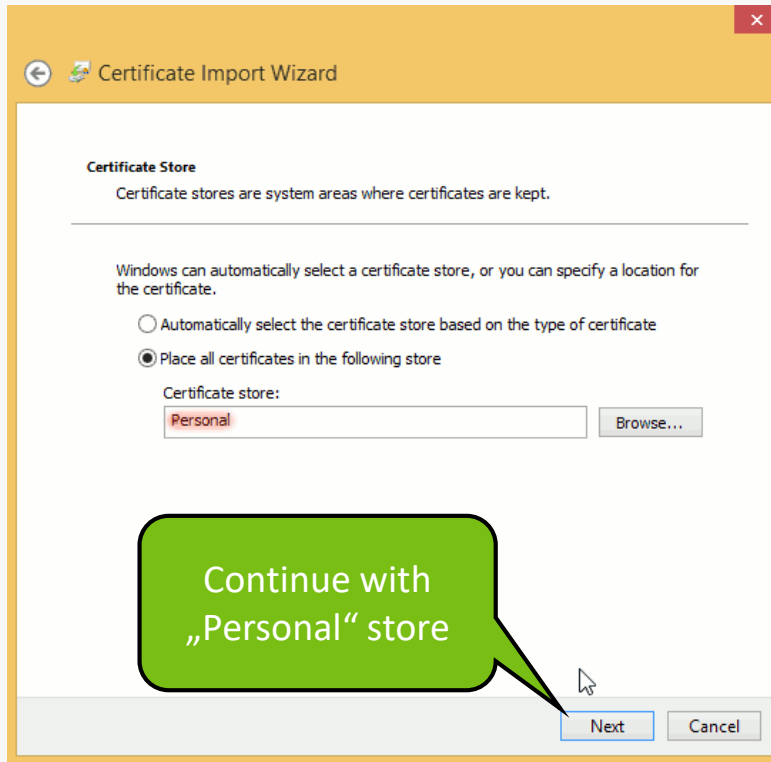 Certificate Import Wizard
Certificate Store
Certificate stores are system areas where certificates are kept.
Windows can automatically select a certificate store, or you can specify a location for
the certificate.
Automatically select the certificate store based on the type of certificate
Place all certificates in the following store
Certificate store:
Personal
Browse...
Continue with
„Personal“ store
Next
Cancel